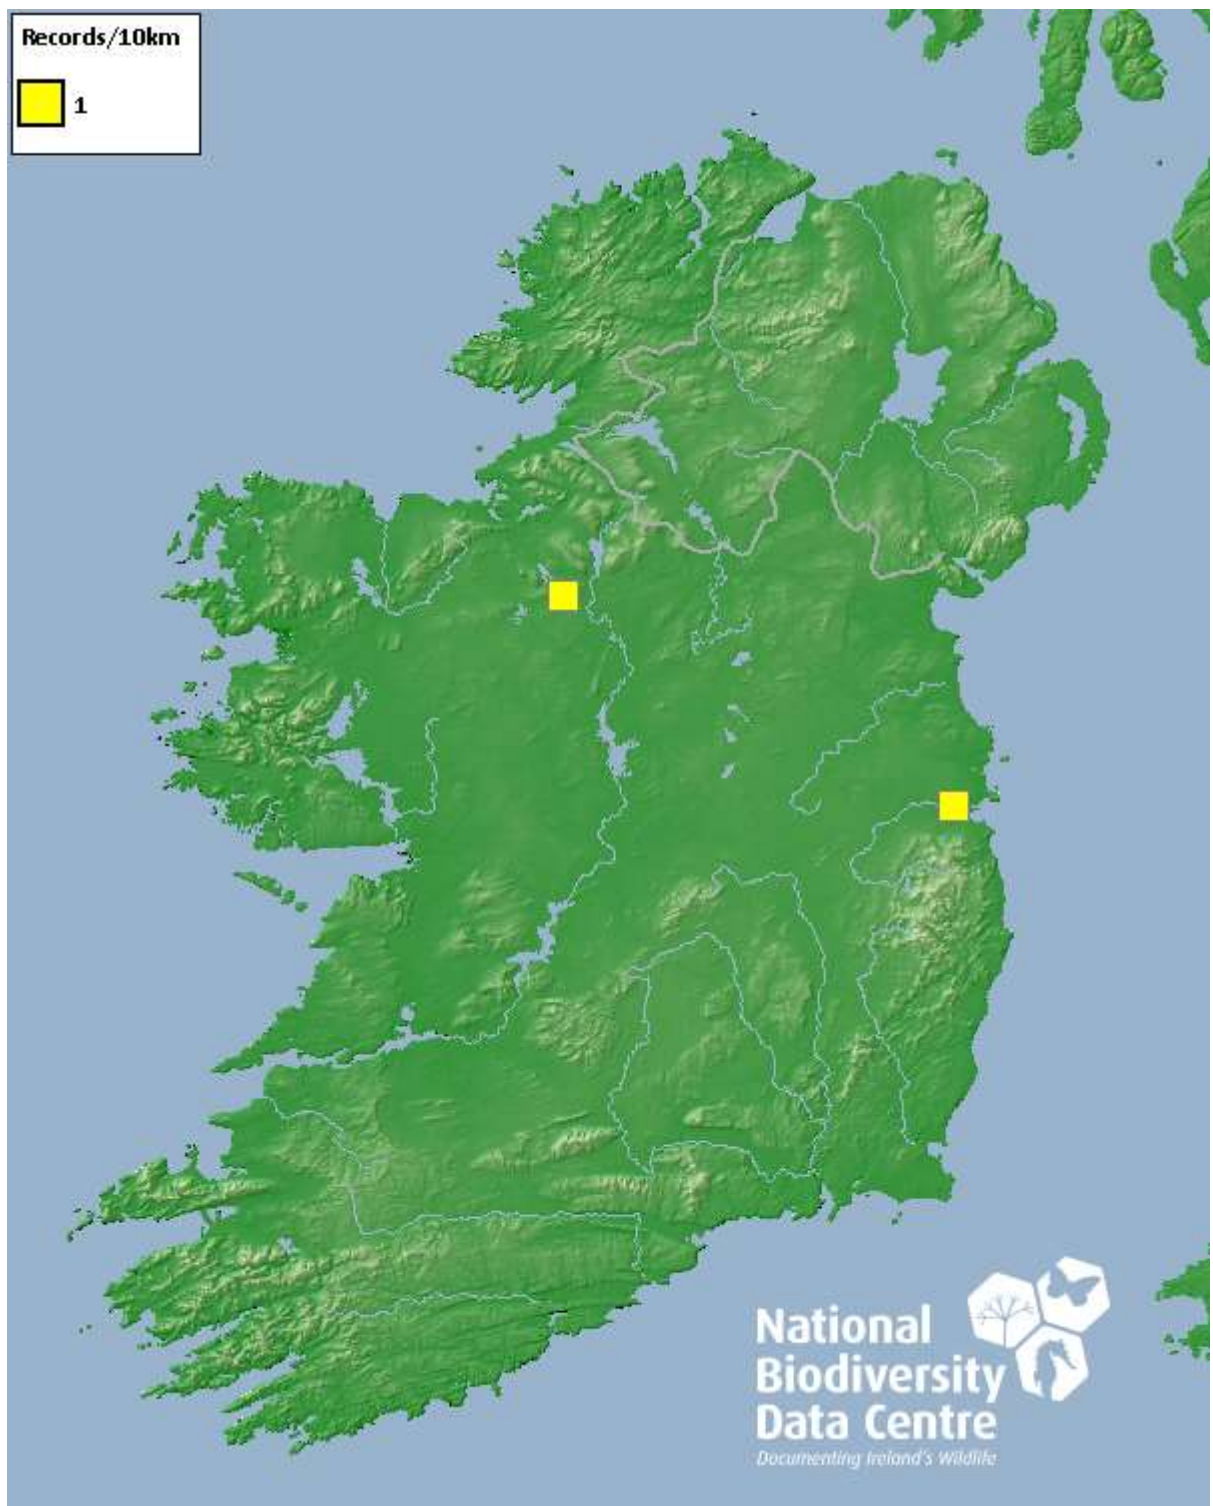 Records/10km
1
National
Biodiversity
Data Centre
Documenting Ireland's Wildlife